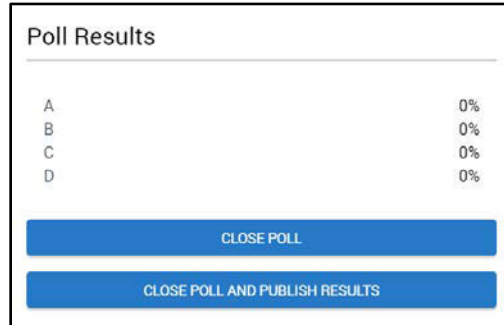 Poll Results
A 0%
B 0%
C 0%
D 0%
CLOSE POLL
CLOSE POLL AND PUBLISH RESULTS